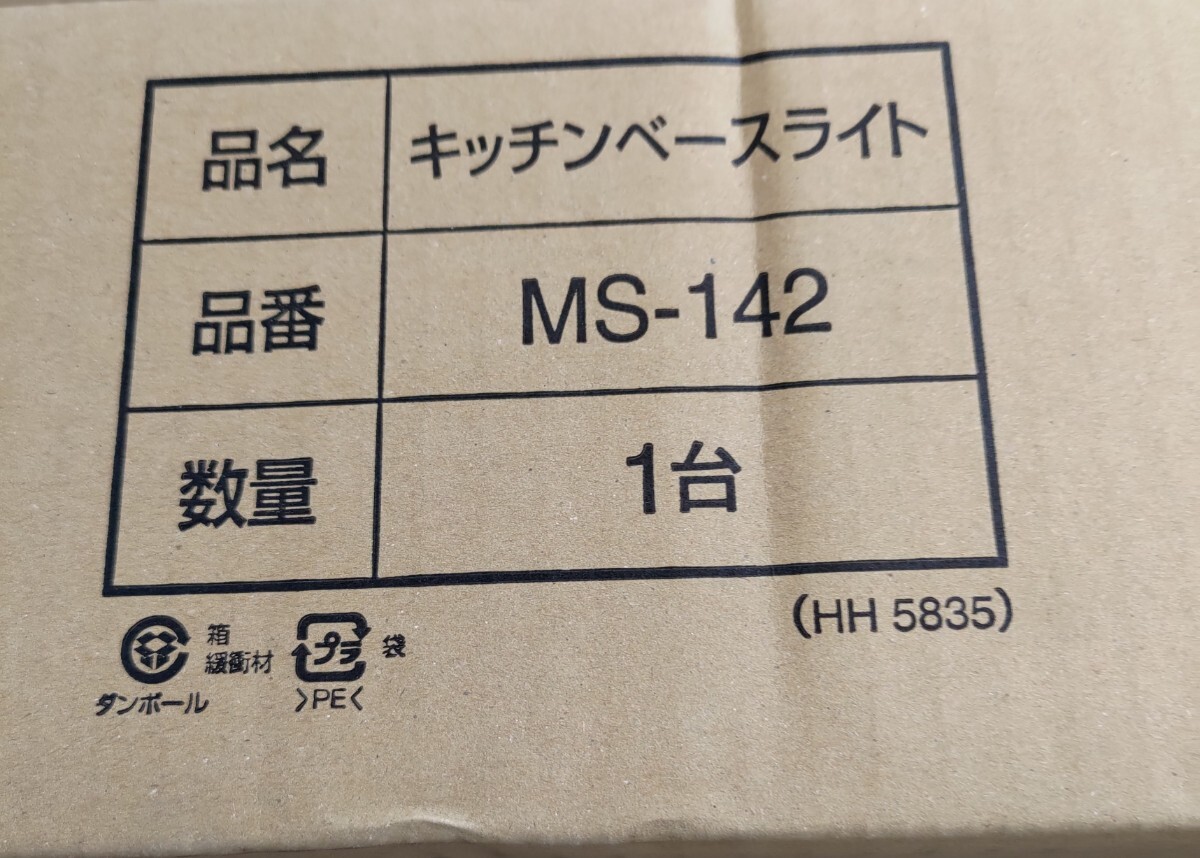 品名 キッチンベースライト
品番 MS-142
数量 1台
(HH 5835)
箱
緩衝材
ダンボール
プラ
袋
>PE<